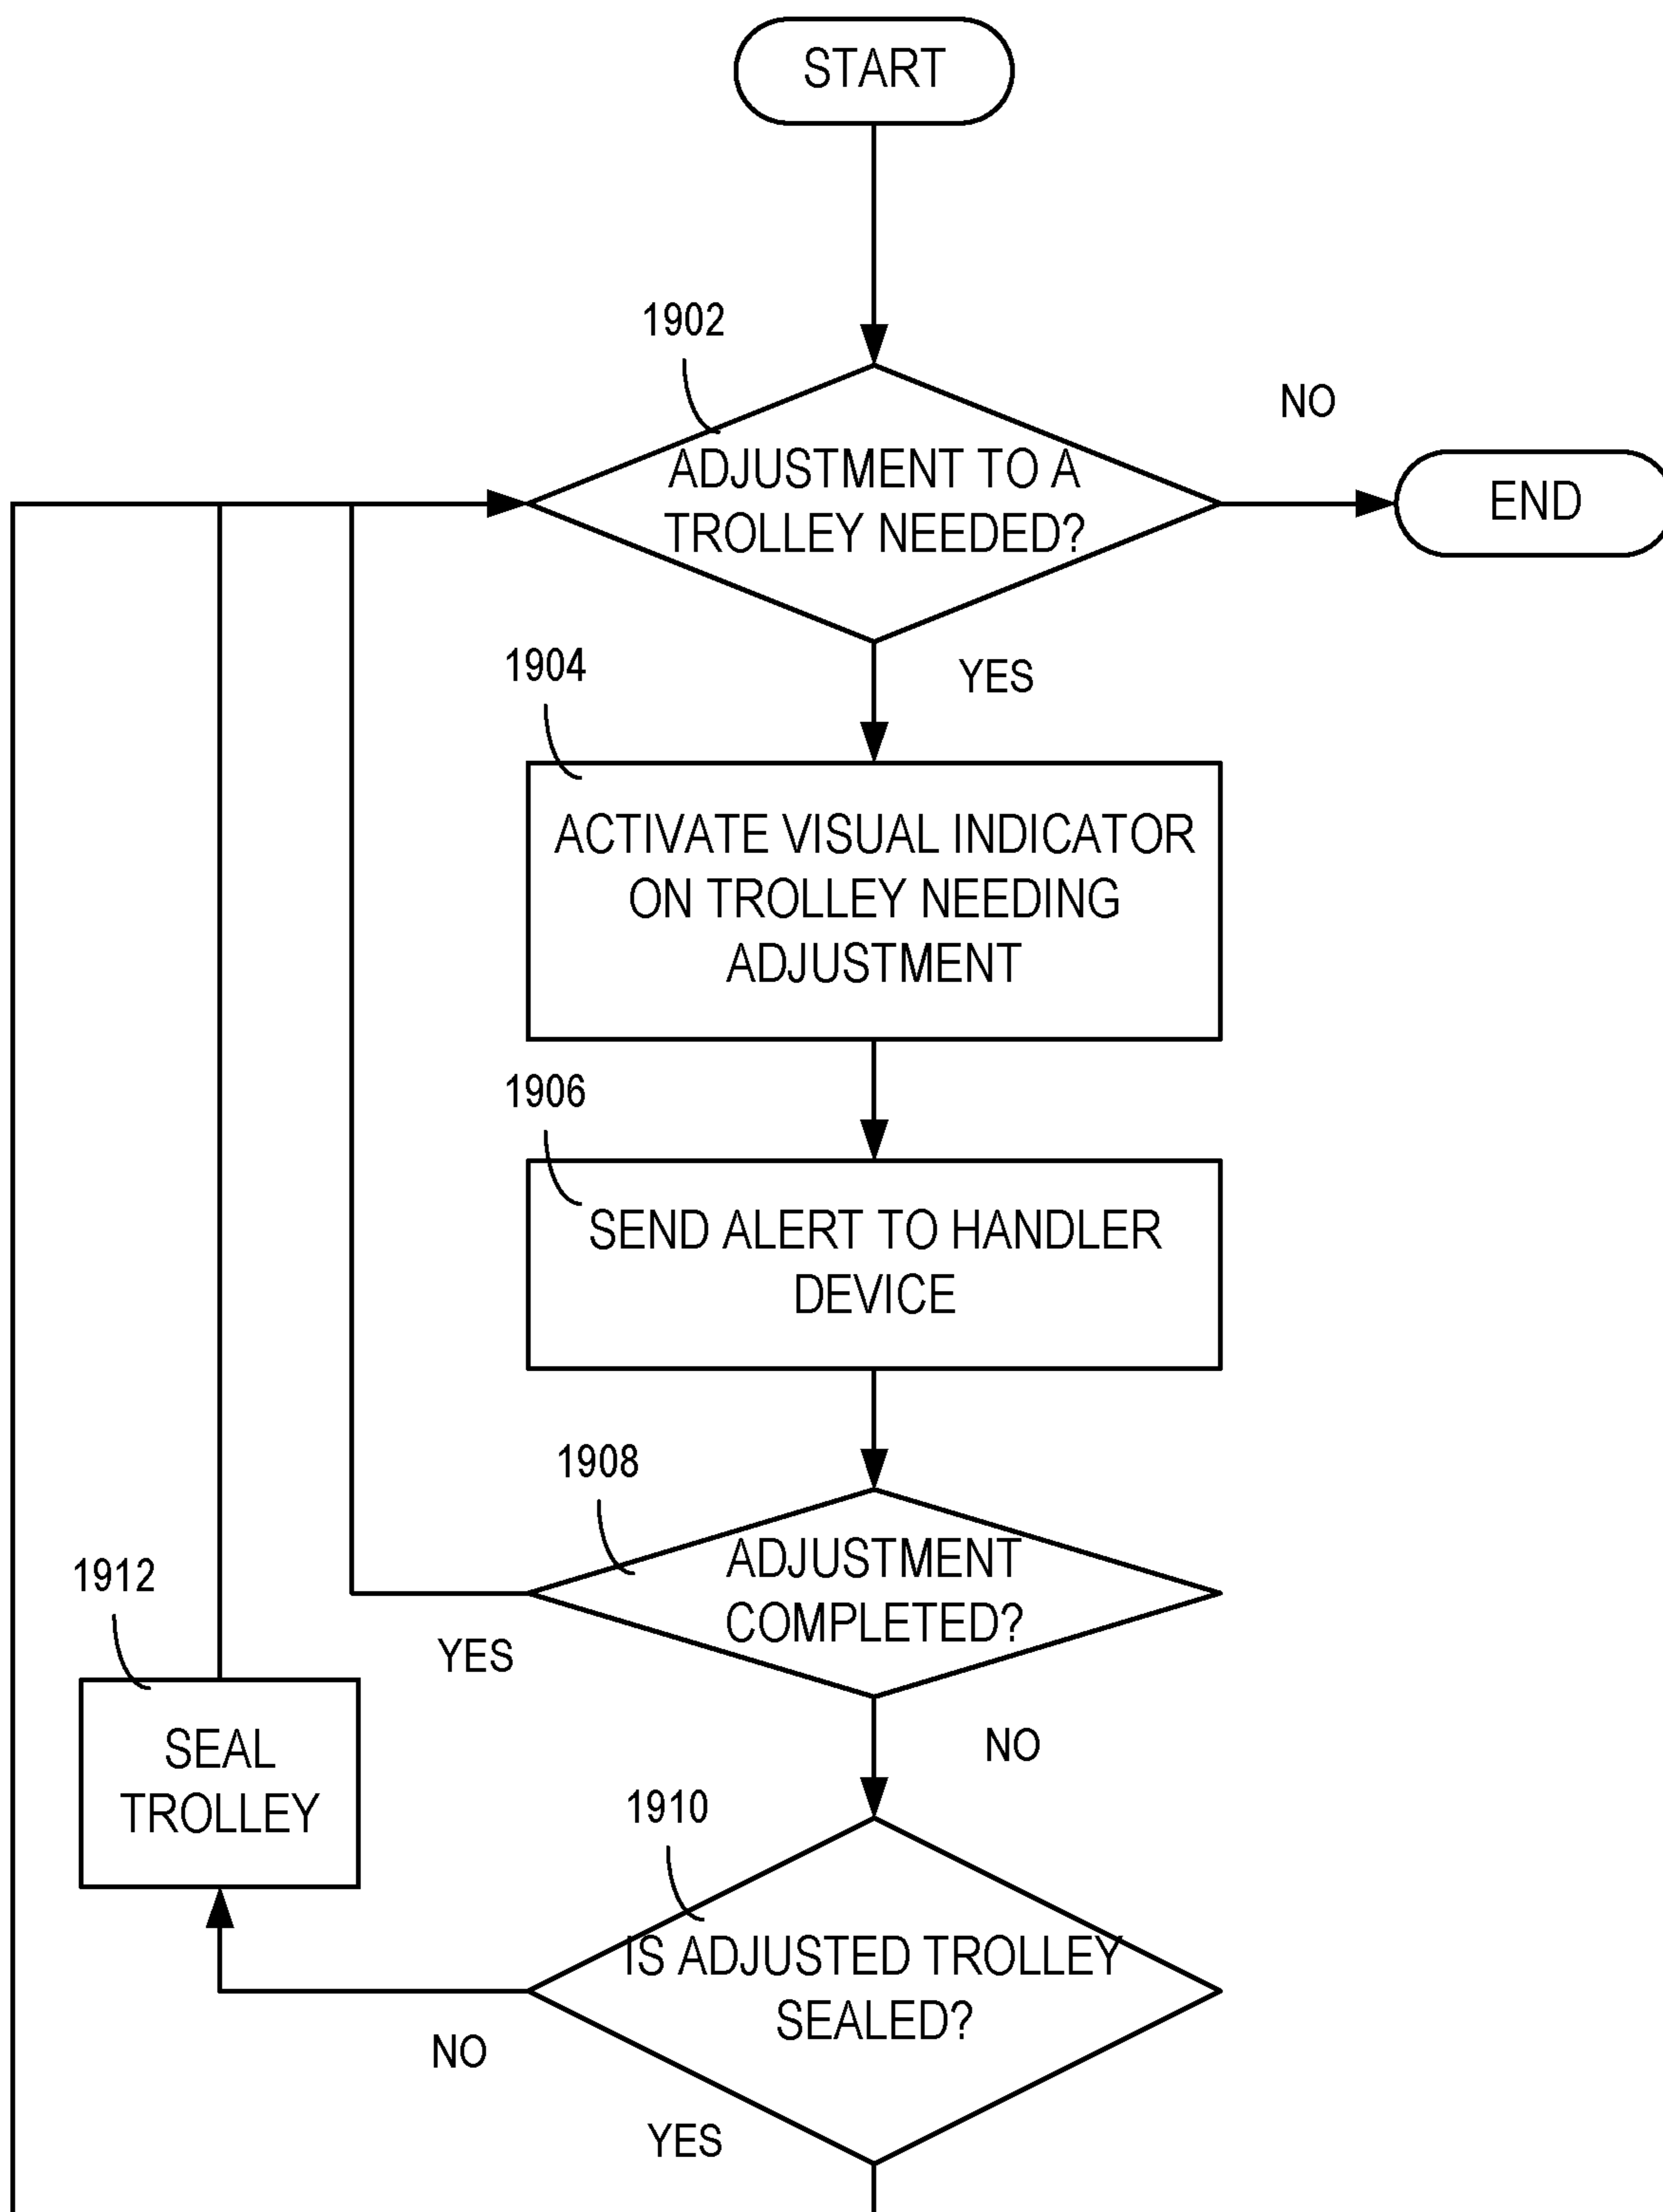 START
1902
NO
ADJUSTMENT TO A
TROLLEY NEEDED?
END
1904
YES
ACTIVATE VISUAL INDICATOR
ON TROLLEY NEEDING
ADJUSTMENT
1906
SEND ALERT TO HANDLER
DEVICE
1908
ADJUSTMENT
COMPLETED?
YES
1912
SEAL
TROLLEY
NO
1910
IS ADJUSTED TROLLEY
SEALED?
NO
YES